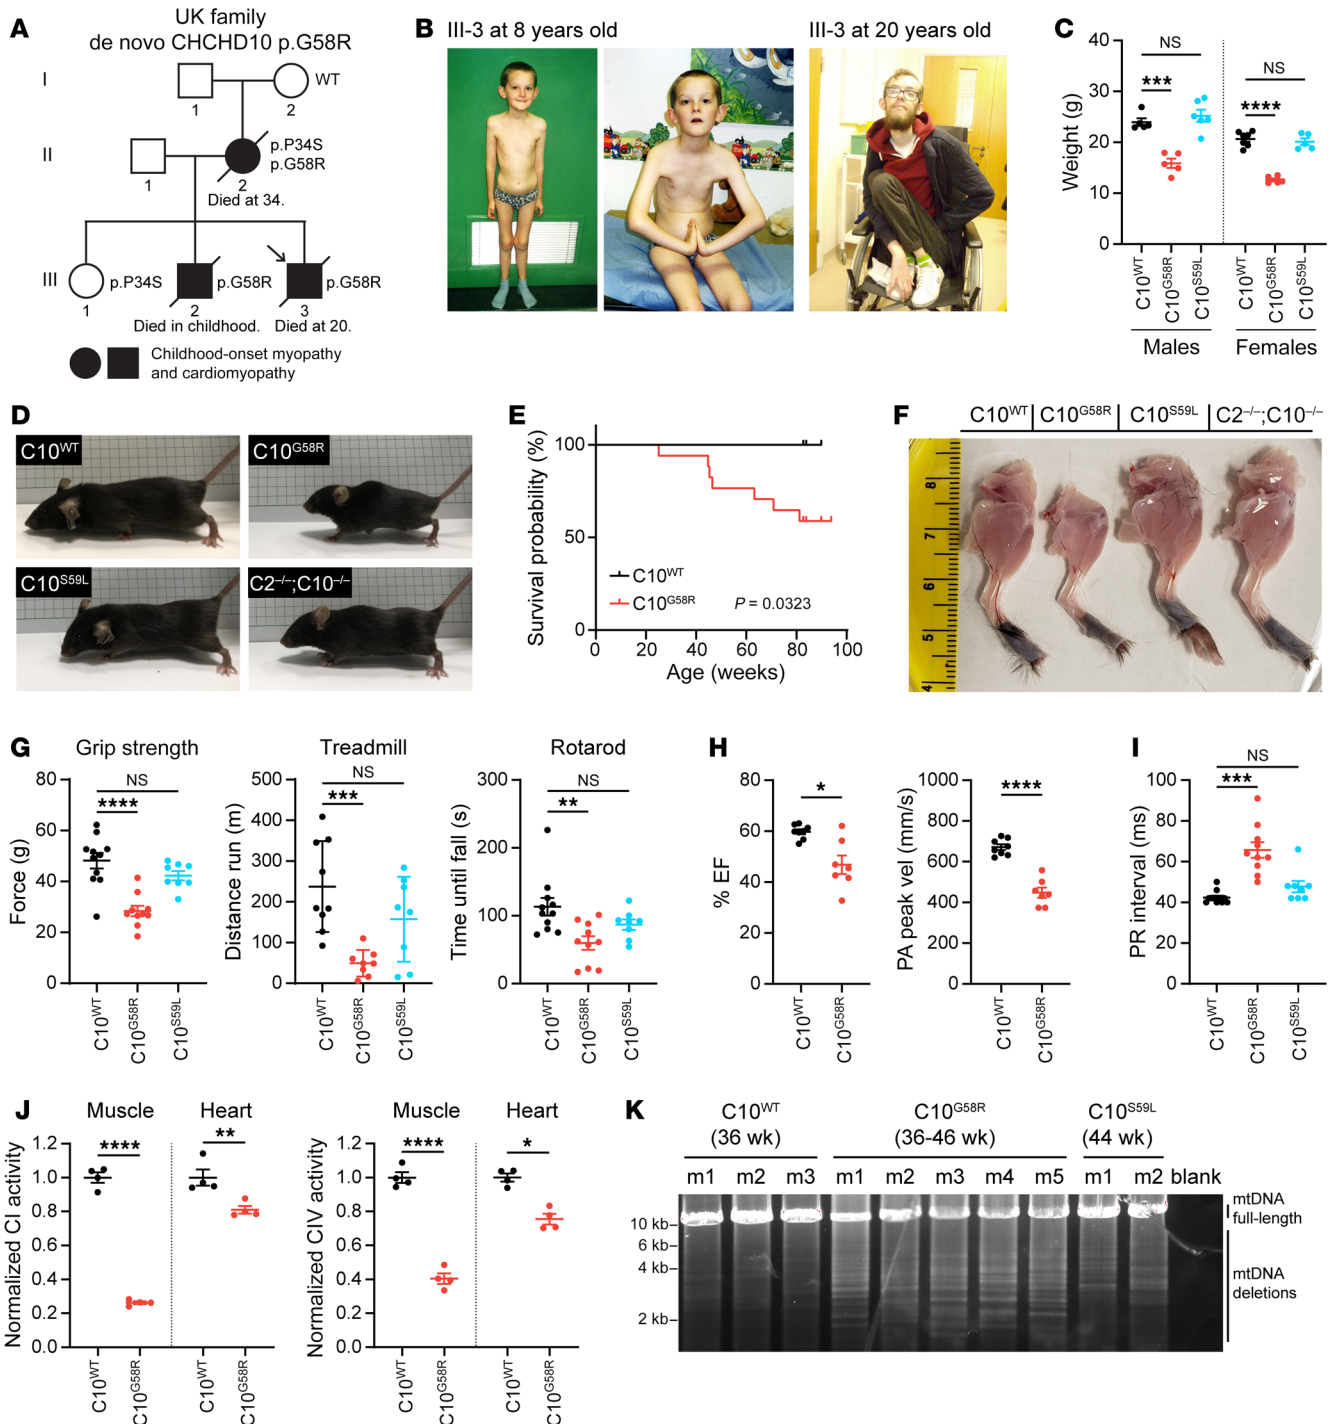 A
UK family
de novo CHCHD10 p.G58R
I
1
2
WT
II
1
2
p.P34S
p.G58R
Died at 34.
III
1
p.P34S
2
p.G58R
3
p.G58R
Died in childhood.
Died at 20.
Childhood-onset myopathy
and cardiomyopathy
B
III-3 at 8 years old
III-3 at 20 years old
C
Weight (g)
40
30
20
10
0
NS
***
NS
****
C10WT
C10G58R
C10S59L
C10WT
C10G58R
C10S59L
Males
Females
D
C10WT
C10G58R
C10S59L
C2–/–;C10–/–
E
Survival probability (%)
100
50
0
C10WT
C10G58R
P = 0.0323
0 20 40 60 80 100
Age (weeks)
F
C10WT C10G58R C10S59L C2–/–;C10–/–
8
7
6
5
4
G
Grip strength
Force (g)
80
60
40
20
0
NS
****
C10WT
C10G58R
C10S59L
Treadmill
Distance run (m)
500
400
300
200
100
0
NS
***
C10WT
C10G58R
C10S59L
Rotarod
Time until fall (s)
300
200
100
0
NS
**
C10WT
C10G58R
C10S59L
H
% EF
80
60
40
20
0
*
C10WT
C10G58R
PA peak vel (mm/s)
1000
800
600
400
200
0
****
C10WT
C10G58R
I
PR interval (ms)
100
80
60
40
20
0
NS
***
C10WT
C10G58R
C10S59L
J
Muscle
Heart
Normalized CI activity
1.2
1.0
0.8
0.6
0.4
0.2
0.0
****
**
C10WT
C10G58R
C10WT
C10G58R
Muscle
Heart
Normalized CIV activity
1.2
1.0
0.8
0.6
0.4
0.2
0.0
****
*
C10WT
C10G58R
C10WT
C10G58R
K
C10WT
(36 wk)
C10G58R
(36-46 wk)
C10S59L
(44 wk)
m1 m2 m3 m1 m2 m3 m4 m5 m1 m2 blank
10 kb
6 kb
4 kb
2 kb
mtDNA
full-length
mtDNA
deletions